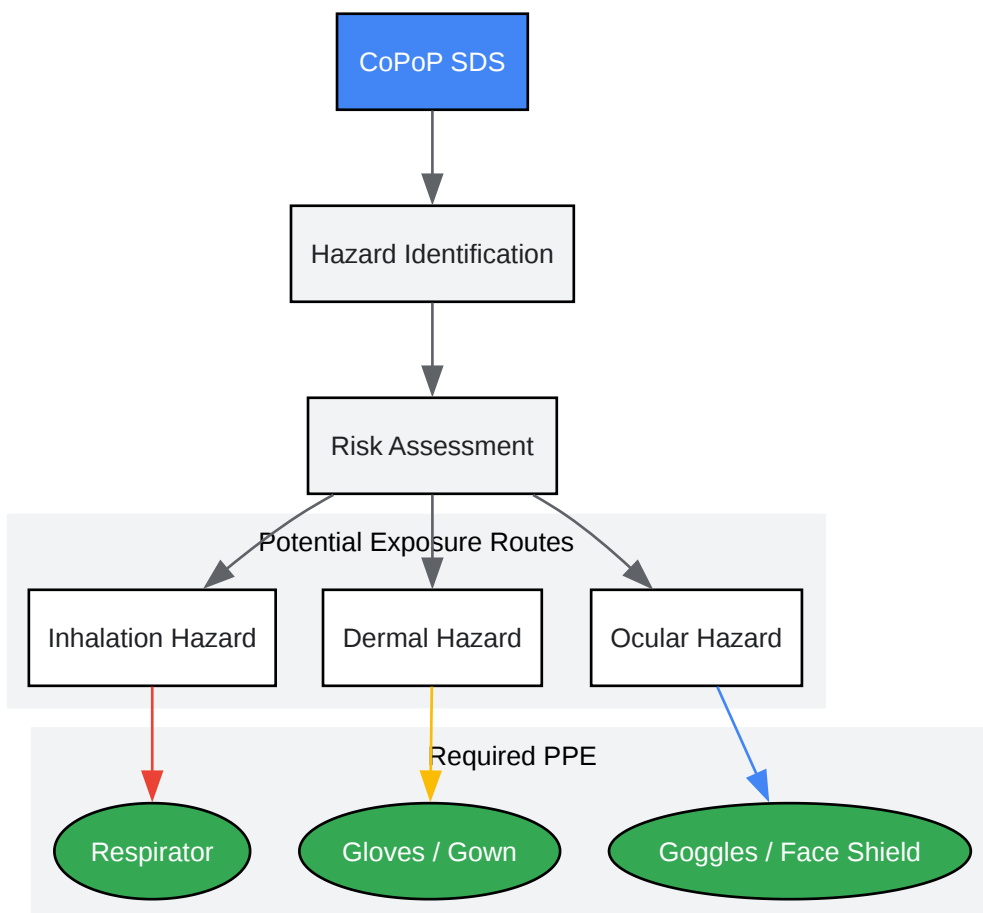 CoPoP SDS
Hazard Identification
Risk Assessment
Potential Exposure Routes
Inhalation Hazard
Dermal Hazard
Ocular Hazard
Required PPE
Respirator
Gloves / Gown
Goggles / Face Shield